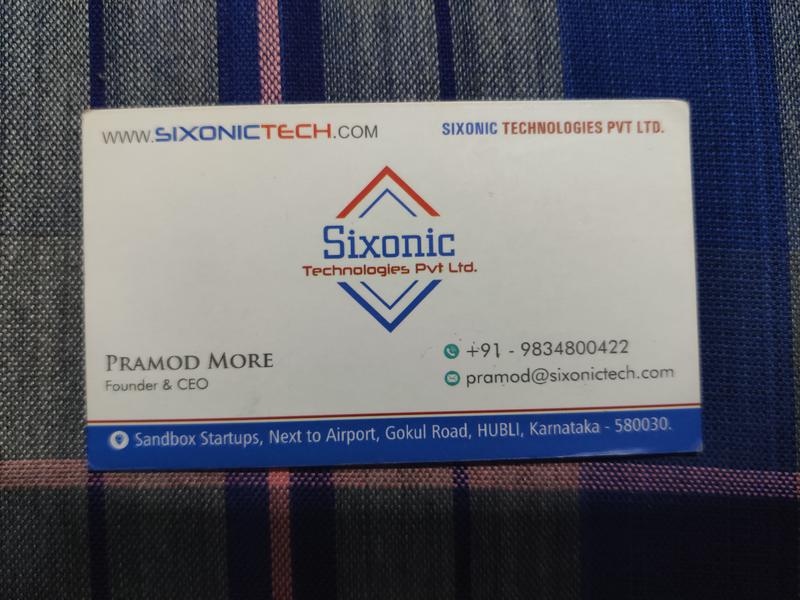 WWW.SIXONICTECH.COM
SIXONIC TECHNOLOGIES PVT LTD.
Sixonic
Technologies Pvt Ltd.
PRAMOD MORE
Founder & CEO
+91 - 9834800422
pramod@sixonictech.com
Sandbox Startups, Next to Airport, Gokul Road, HUBLI, Karnataka - 580030.